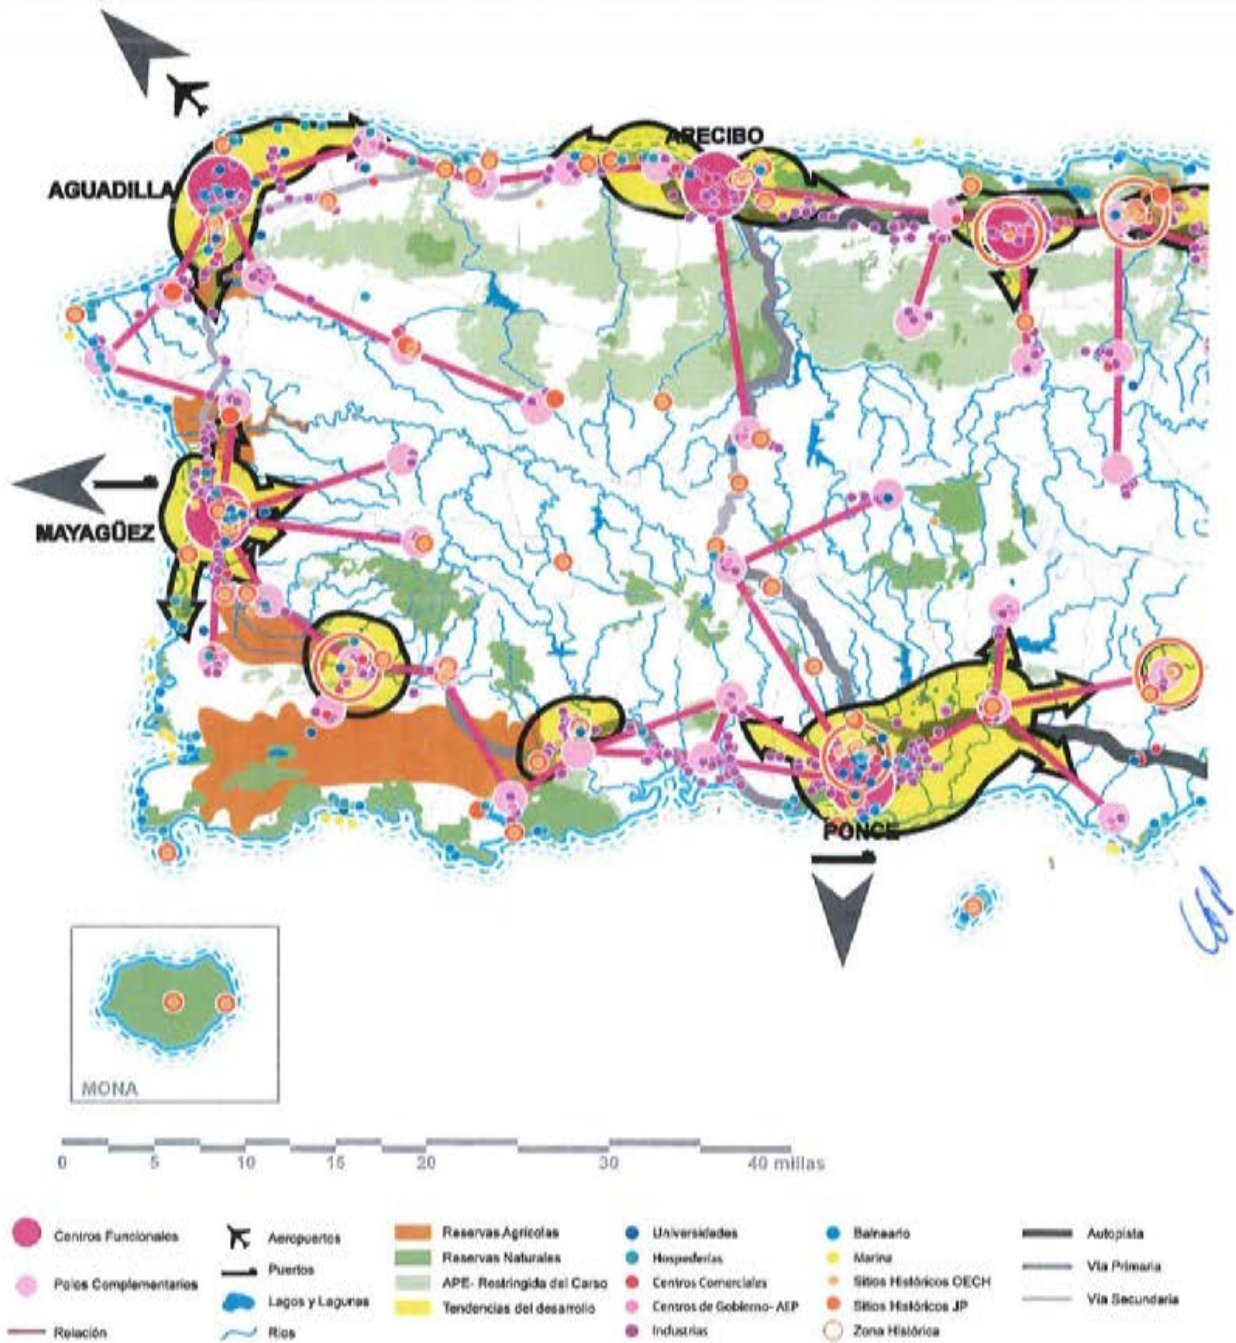 ARECIBO
AGUADILLA
MAYAGÜEZ
PONCE
MONA
0 5 10 15 20 30 40 millas
Centros Funcionales
Polos Complementarios
Relación
Aeropuertos
Puertos
Lagos y Lagunas
Ríos
Reservas Agrícolas
Reservas Naturales
APE- Restringida del Carso
Tendencias del desarrollo
Universidades
Hospederías
Centros Comerciales
Centros de Gobierno- AEP
Industrias
Balneario
Marina
Sitios Históricos OECH
Sitios Históricos JP
Zona Histórica
Autopista
Vía Primaria
Vía Secundaria